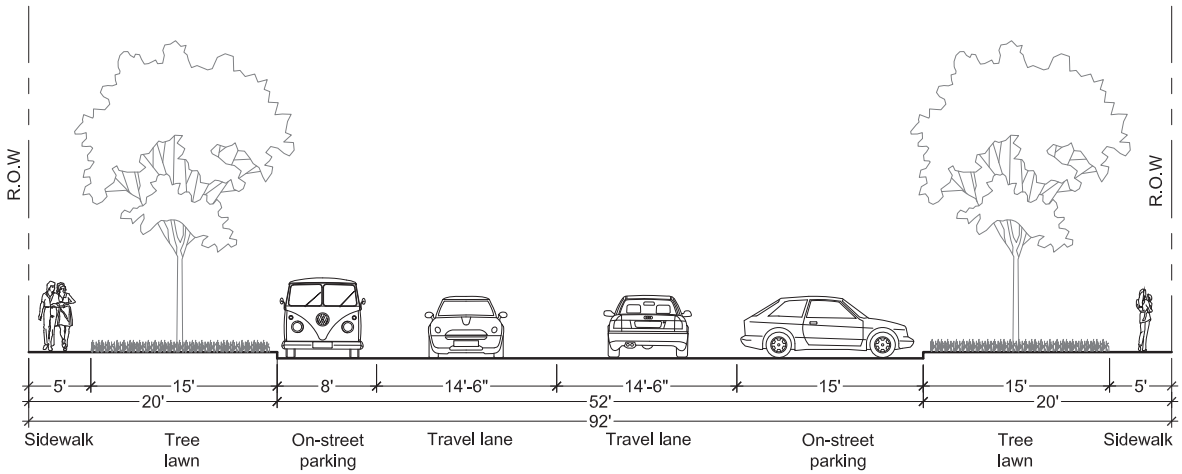 R.O.W
R.O.W
5' 15' 8' 14'-6" 14'-6" 15' 15' 5'
20' 52' 20'
92'
Sidewalk Tree lawn On-street parking Travel lane Travel lane On-street parking Tree lawn Sidewalk